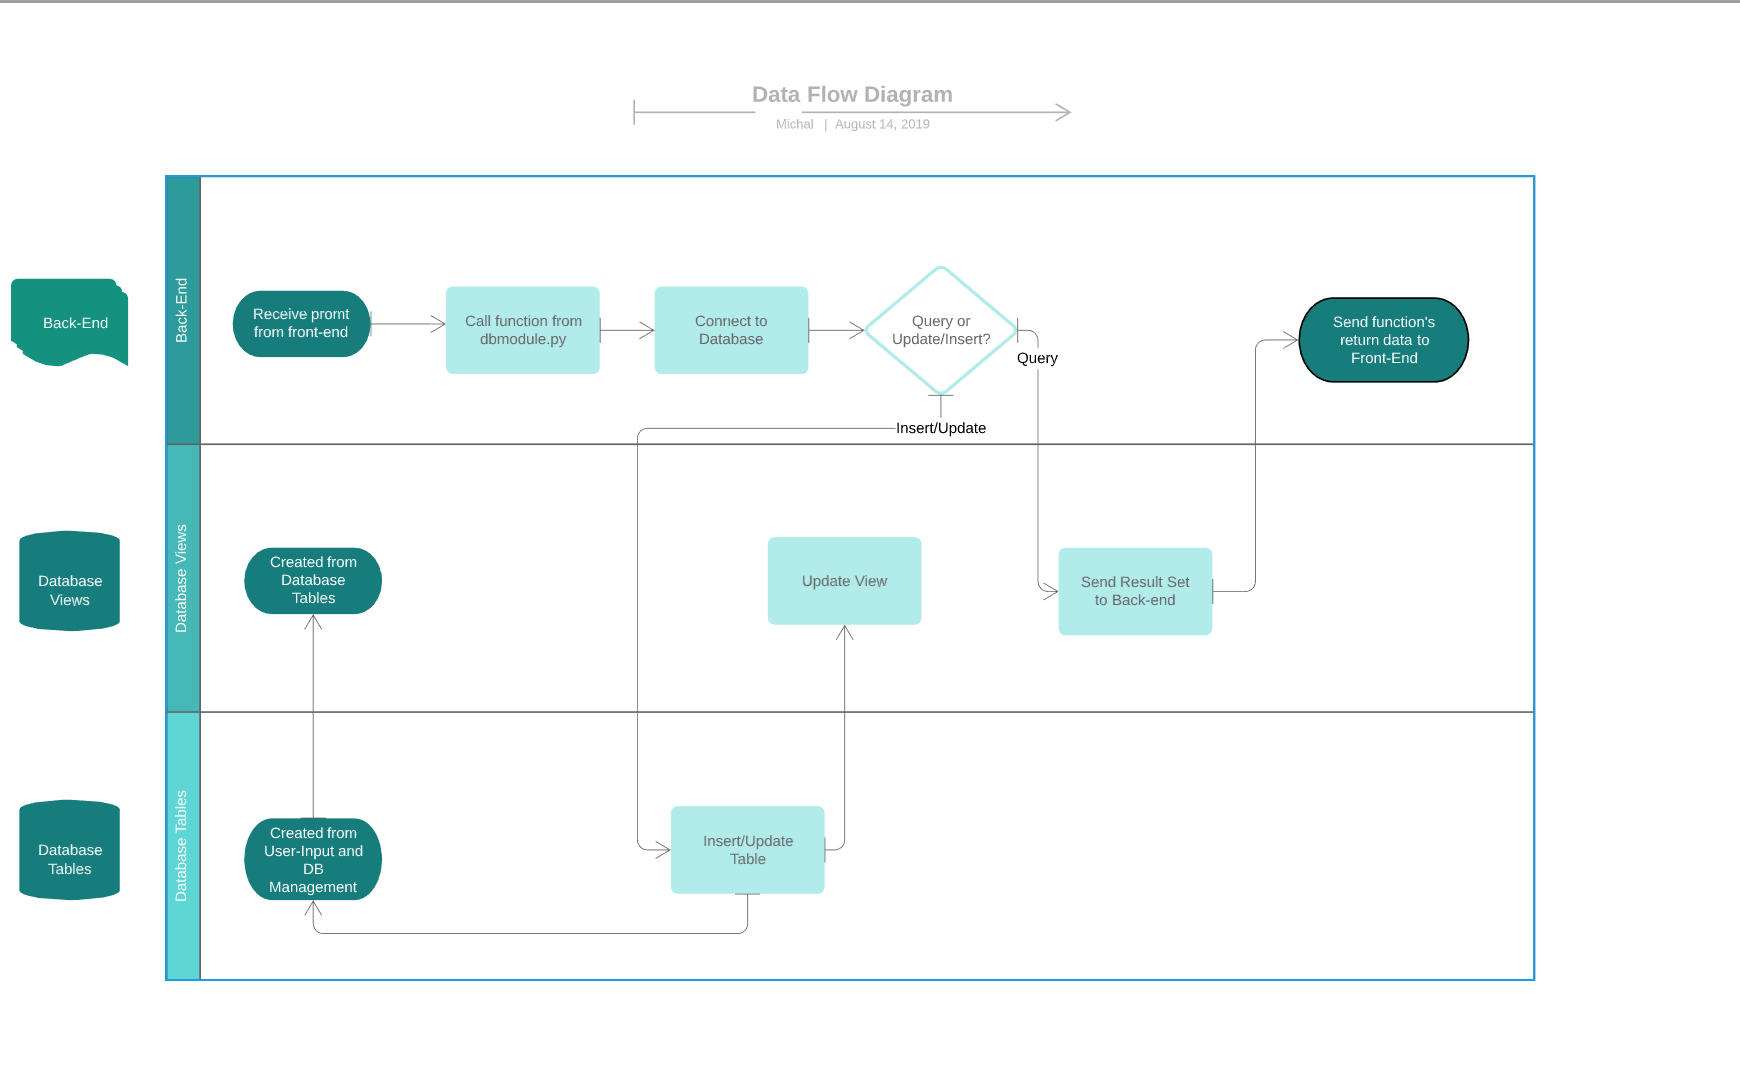 Data Flow Diagram
Michal | August 14, 2019
Back-End
Back-End
Receive promt
from front-end
Call function from
dbmodule.py
Connect to
Database
Query or
Update/Insert?
Query
Insert/Update
Send function's
return data to
Front-End
Database
Views
Database Views
Created from
Database
Tables
Update View
Send Result Set
to Back-end
Database
Tables
Database Tables
Created from
User-Input and
DB
Management
Insert/Update
Table